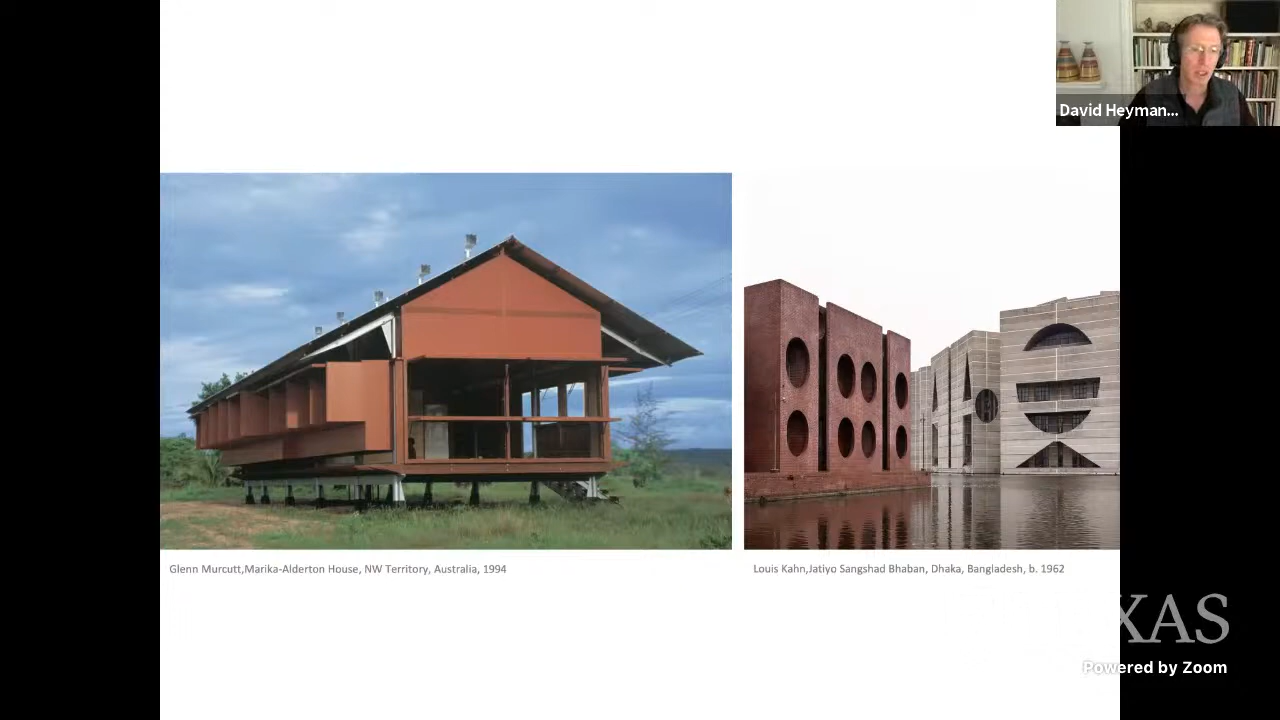 David Heyman...
Glenn Murcutt,Marika-Alderton House, NW Territory, Australia, 1994
Louis Kahn,Jatiyo Sangshad Bhaban, Dhaka, Bangladesh, b. 1962
XAS
Powered by Zoom